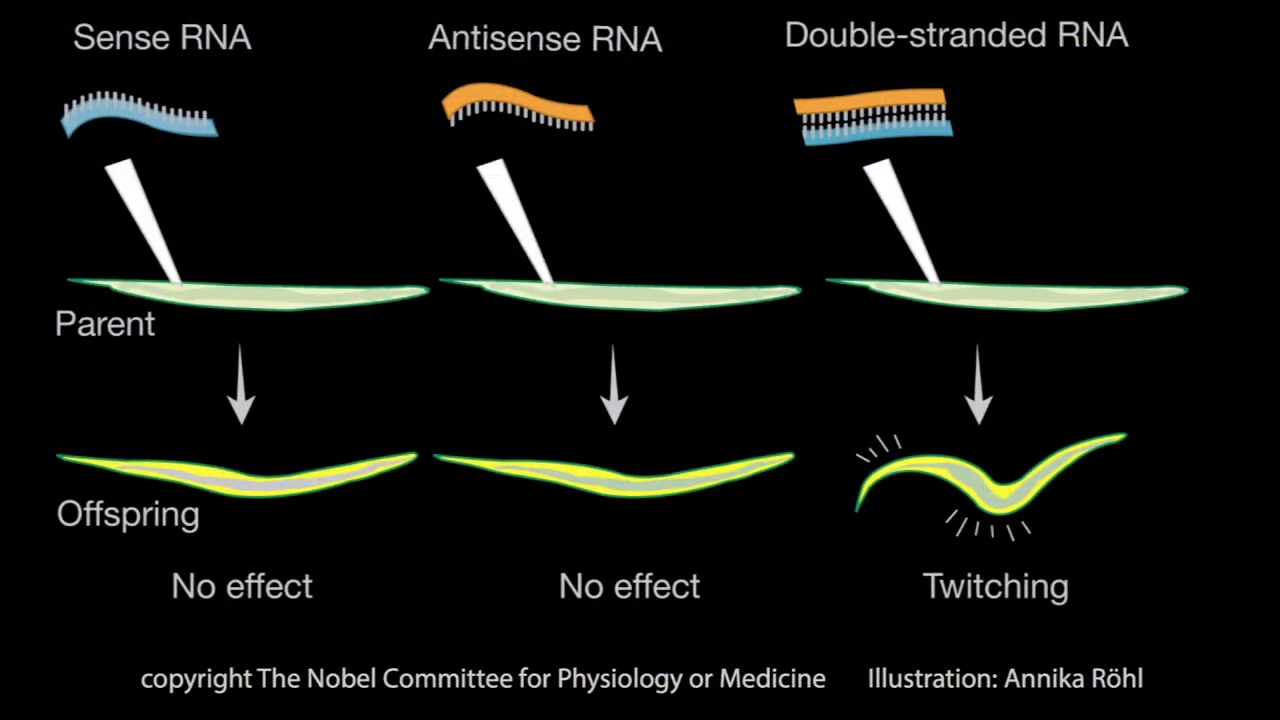 Sense RNA
Antisense RNA
Double-stranded RNA
Parent
Offspring
No effect
No effect
Twitching
copyright The Nobel Committee for Physiology or Medicine
Illustration: Annika Röhl